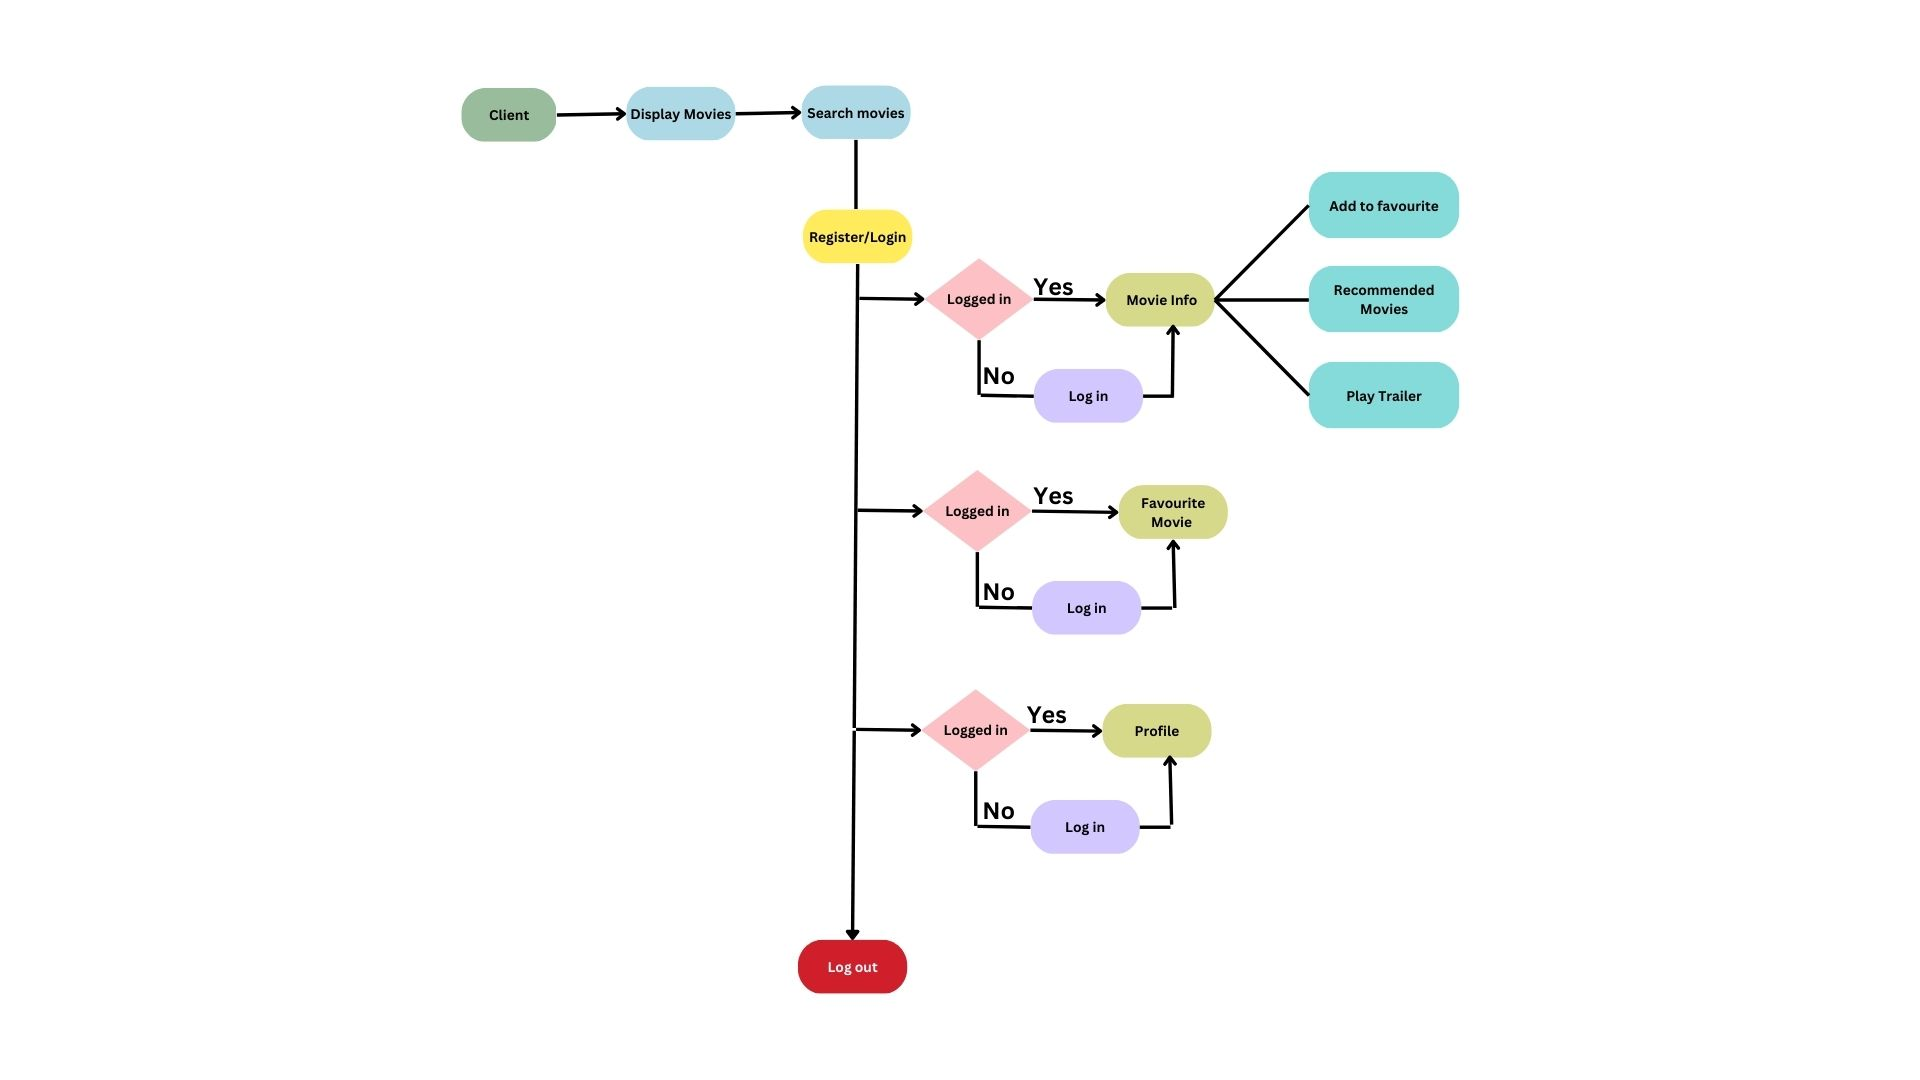 Client
Display Movies
Search movies
Register/Login
Logged in
Yes
Movie Info
Add to favourite
Recommended
Movies
Play Trailer
No
Log in
Logged in
Yes
Favourite
Movie
No
Log in
Logged in
Yes
Profile
No
Log in
Log out